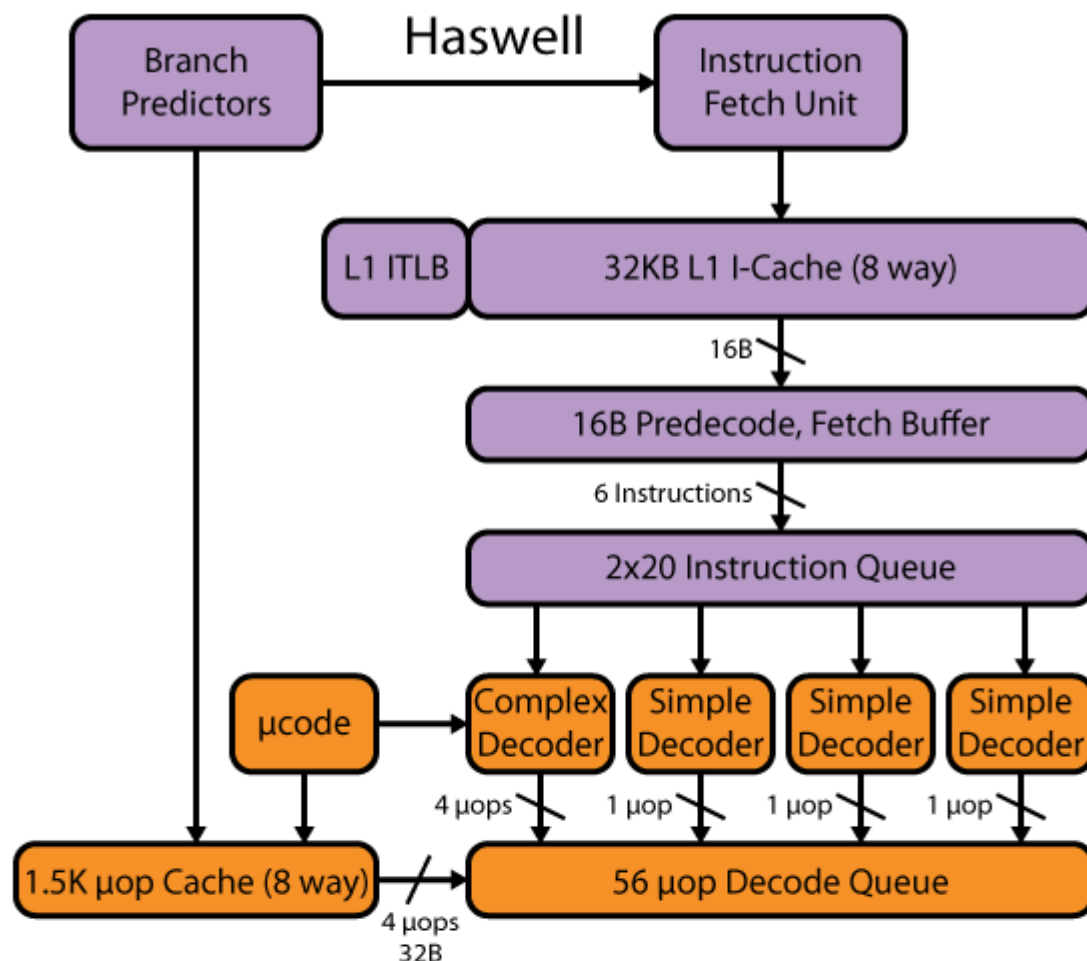 Haswell
Branch
Predictors
Instruction
Fetch Unit
L1 ITLB
32KB L1 I-Cache (8 way)
16B
16B Predecode, Fetch Buffer
6 Instructions
2x20 Instruction Queue
µcode
Complex
Decoder
Simple
Decoder
Simple
Decoder
Simple
Decoder
4 µops
1 µop
1 µop
1 µop
1.5K µop Cache (8 way)
4 µops
32B
56 µop Decode Queue